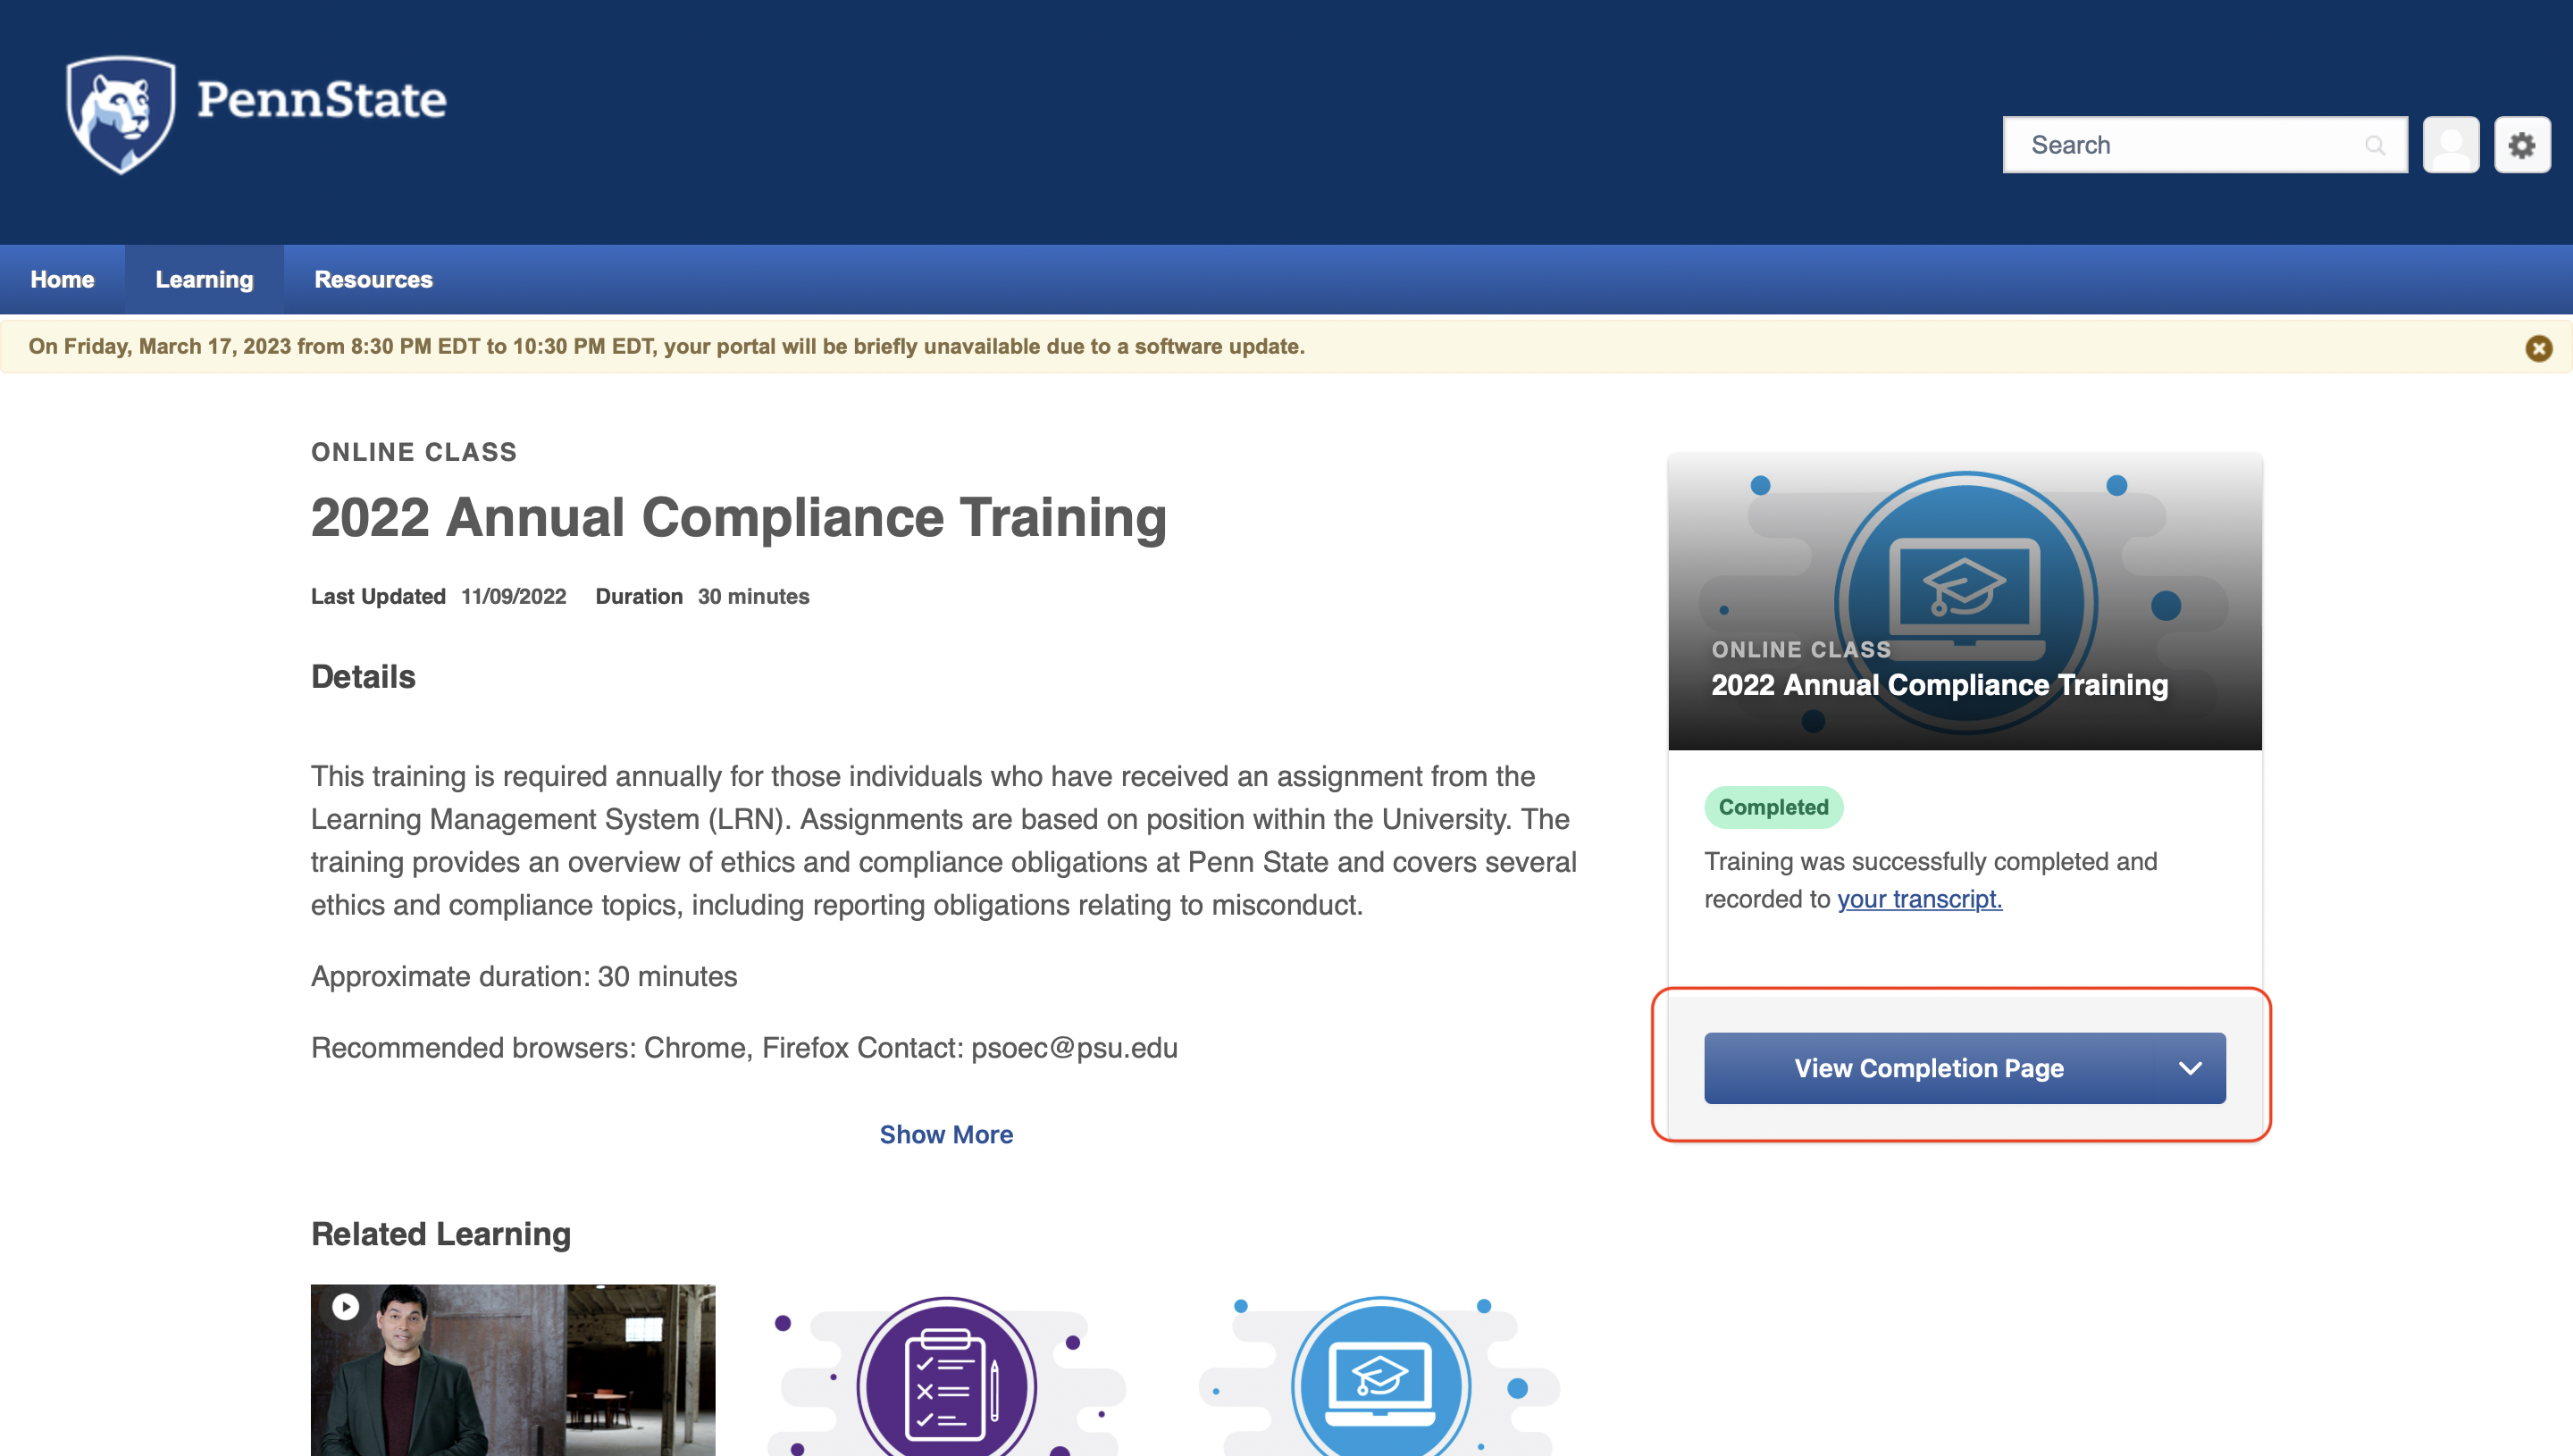 PennState
Search
Home
Learning
Resources
On Friday, March 17, 2023 from 8:30 PM EDT to 10:30 PM EDT, your portal will be briefly unavailable due to a software update.
ONLINE CLASS
2022 Annual Compliance Training
Last Updated 11/09/2022 Duration 30 minutes
Details
This training is required annually for those individuals who have received an assignment from the
Learning Management System (LRN). Assignments are based on position within the University. The
training provides an overview of ethics and compliance obligations at Penn State and covers several
ethics and compliance topics, including reporting obligations relating to misconduct.
Approximate duration: 30 minutes
Recommended browsers: Chrome, Firefox Contact: psoec@psu.edu
Show More
Related Learning
ONLINE CLASS
2022 Annual Compliance Training
Completed
Training was successfully completed and
recorded to your transcript.
View Completion Page